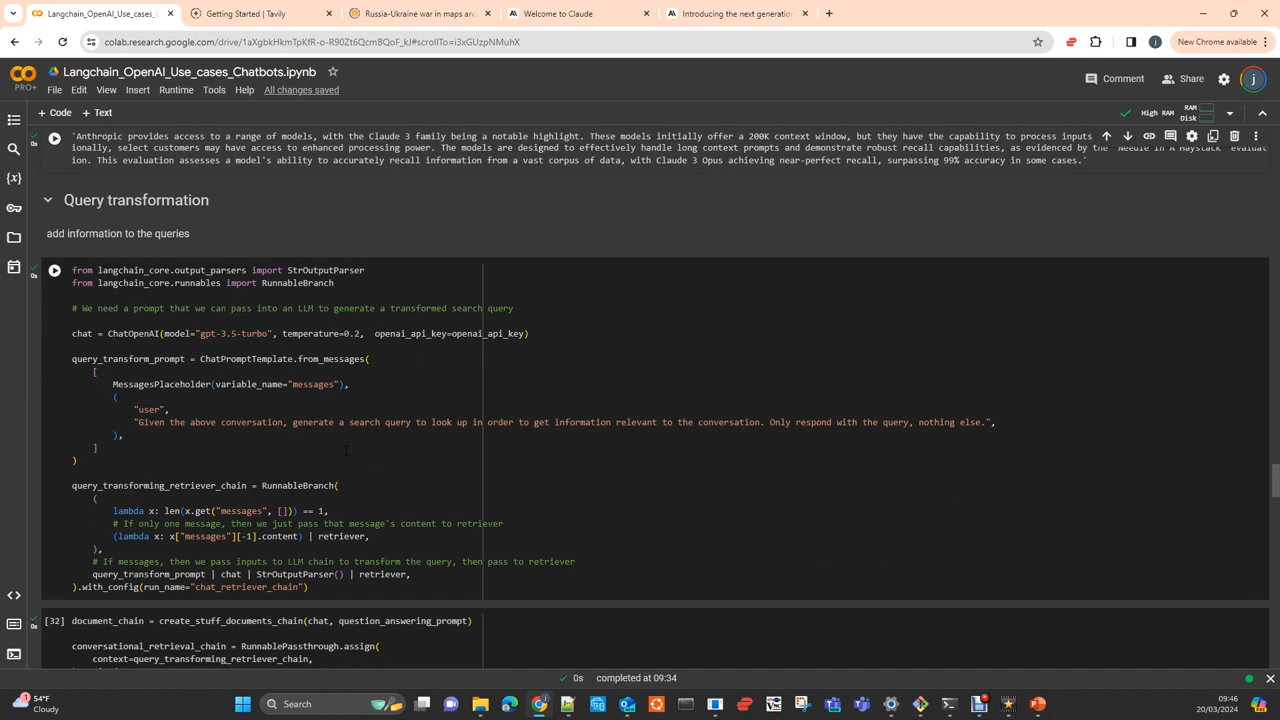 Langchain_OpenAI_Use_cases_C
Getting Started | Tavily
Russia-Ukraine war in maps and
Welcome to Claude
Introducing the next generation
colab.research.google.com/drive/1aXgbkHkmTpKfR-o-R90Zt6QcmBQoF_kJ#scrollTo=i3xGUzpNMuhX
New Chrome available
PRO+
Langchain_OpenAI_Use_cases_Chatbots.ipynb
Comment
Share
j
File Edit View Insert Runtime Tools Help All changes saved
+ Code + Text
High RAM
RAM
Disk
0s
'Anthropic provides access to a range of models, with the Claude 3 family being a notable highlight. These models initially offer a 200K context window, but they have the capability to process inputs
ionally, select customers may have access to enhanced processing power. The models are designed to effectively handle long context prompts and demonstrate robust recall capabilities, as evidenced by the 'Needle In A Haystack' evaluat
ion. This evaluation assesses a model's ability to accurately recall information from a vast corpus of data, with Claude 3 Opus achieving near-perfect recall, surpassing 99% accuracy in some cases.'
Query transformation
add information to the queries
0s
from langchain_core.output_parsers import StrOutputParser
from langchain_core.runnables import RunnableBranch
# We need a prompt that we can pass into an LLM to generate a transformed search query
chat = ChatOpenAI(model="gpt-3.5-turbo", temperature=0.2, openai_api_key=openai_api_key)
query_transform_prompt = ChatPromptTemplate.from_messages(
[
MessagesPlaceholder(variable_name="messages"),
(
"user",
"Given the above conversation, generate a search query to look up in order to get information relevant to the conversation. Only respond with the query, nothing else.",
),
]
)
query_transforming_retriever_chain = RunnableBranch(
(
lambda x: len(x.get("messages", [])) == 1,
# If only one message, then we just pass that message's content to retriever
(lambda x: x["messages"][-1].content) | retriever,
),
# If messages, then we pass inputs to LLM chain to transform the query, then pass to retriever
query_transform_prompt | chat | StrOutputParser() | retriever,
).with_config(run_name="chat_retriever_chain")
0s
[32] document_chain = create_stuff_documents_chain(chat, question_answering_prompt)
conversational_retrieval_chain = RunnablePassthrough.assign(
context=query_transforming_retriever_chain,
0s completed at 09:34
54°F
Cloudy
Search
09:46
20/03/2024